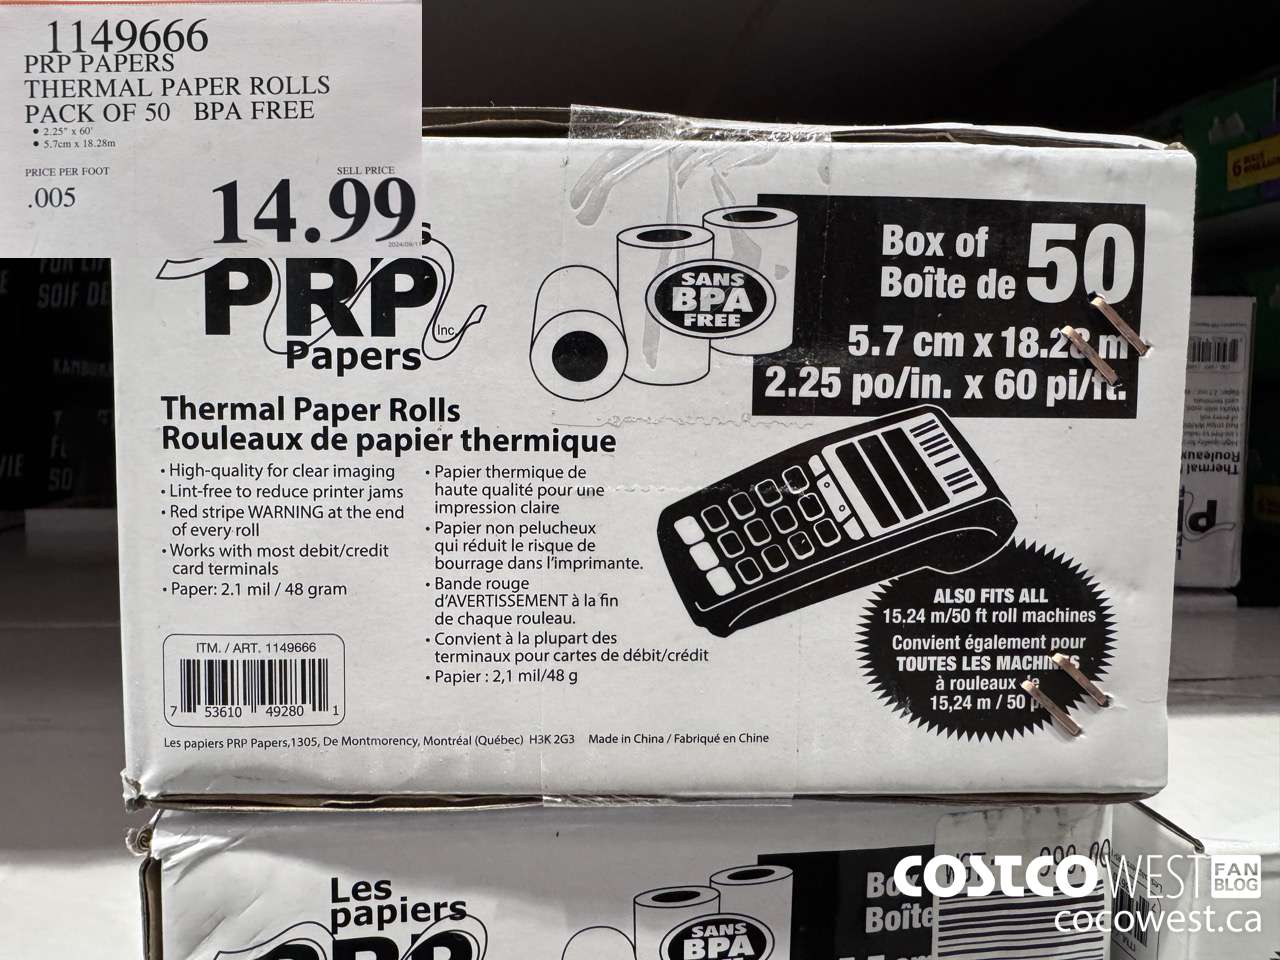 1149666
PRP PAPERS
THERMAL PAPER ROLLS
PACK OF 50 BPA FREE
• 2.25" x 60'
• 5.7cm x 18.28m
PRICE PER FOOT
.005
SELL PRICE
14.99
PRP
Inc.
Papers
SANS
BPA
FREE
Box of
Boîte de
50
5.7 cm x 18.28 m
2.25 po/in. x 60 pi/ft.
Thermal Paper Rolls
Rouleaux de papier thermique
• High-quality for clear imaging
• Lint-free to reduce printer jams
• Red stripe WARNING at the end
of every roll
• Works with most debit/credit
card terminals
• Paper: 2.1 mil / 48 gram
• Papier thermique de
haute qualité pour une
impression claire
• Papier non pelucheux
qui réduit le risque de
bourrage dans l'imprimante.
• Bande rouge
d'AVERTISSEMENT à la fin
de chaque rouleau.
• Convient à la plupart des
terminaux pour cartes de débit/crédit
• Papier : 2,1 mil/48 g
ALSO FITS ALL
15.24 m/50 ft roll machines
Convient également pour
TOUTES LES MACHINES
à rouleaux de
15,24 m / 50 p
ITM. / ART. 1149666
7 53610 49280 1
Les papiers PRP Papers,1305, De Montmorency, Montréal (Québec) H3K 2G3 Made in China / Fabriqué en Chine
Les
papiers
PRP
SANS
BPA
Box
Boîte
COSTCO WEST FAN BLOG
cocowest.ca